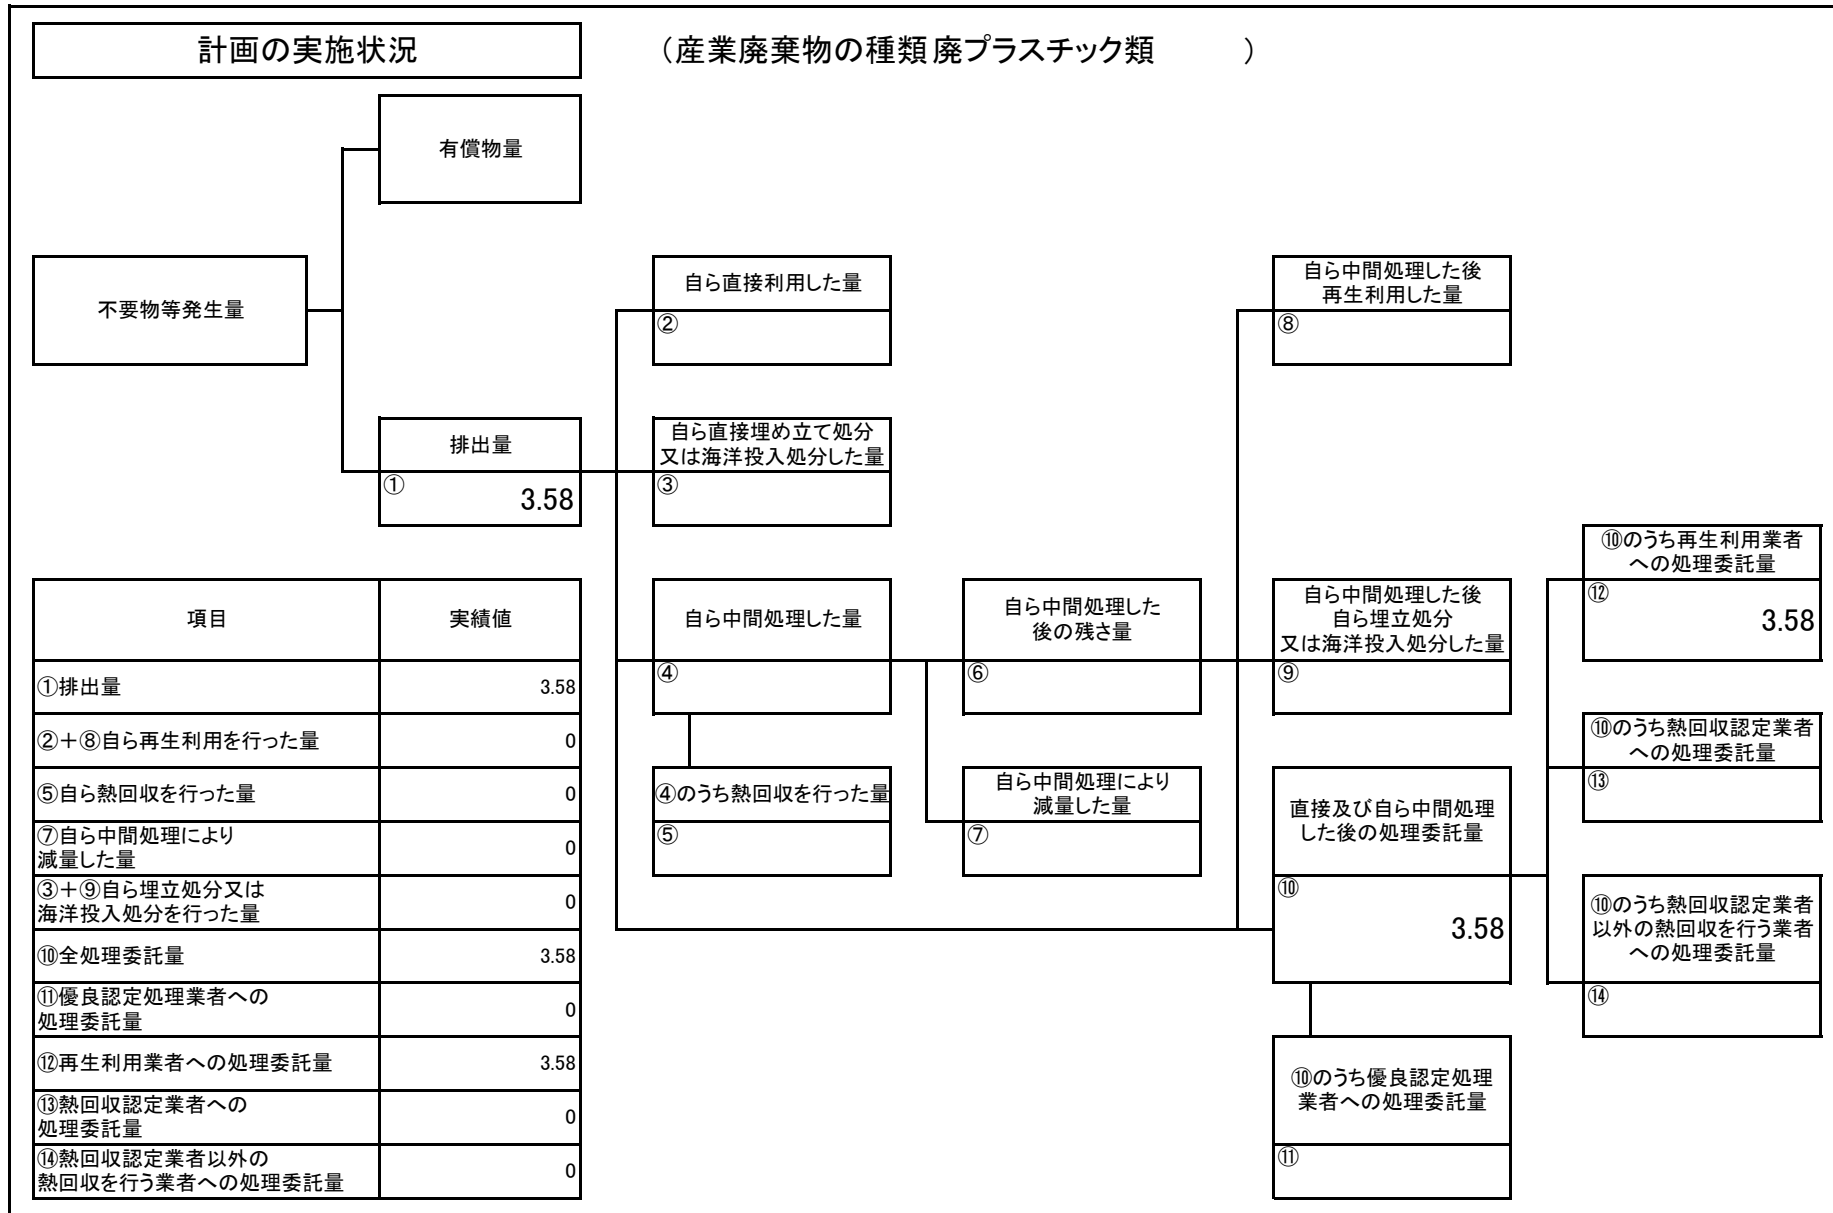 計画の実施状況
（産業廃棄物の種類 廃プラスチック類　　　）
有償物量
不要物等発生量
自ら直接利用した量
②
自ら中間処理した後
再生利用した量
⑧
排出量
①
3.58
自ら直接埋め立て処分
又は海洋投入処分した量
③
⑩のうち再生利用業者
への処理委託量
⑫
3.58
自ら中間処理した量
④
自ら中間処理した
後の残さ量
⑥
自ら中間処理した後
自ら埋立処分
又は海洋投入処分した量
⑨
⑩のうち熱回収認定業者
への処理委託量
⑬
④のうち熱回収を行った量
⑤
自ら中間処理により
減量した量
⑦
直接及び自ら中間処理
した後の処理委託量
⑩
3.58
⑩のうち熱回収認定業者
以外の熱回収を行う業者
への処理委託量
⑭
⑩のうち優良認定処理
業者への処理委託量
⑪
項目 実績値
①排出量 3.58
②＋⑧自ら再生利用を行った量 0
⑤自ら熱回収を行った量 0
⑦自ら中間処理により
減量した量 0
③＋⑨自ら埋立処分又は
海洋投入処分を行った量 0
⑩全処理委託量 3.58
⑪優良認定処理業者への
処理委託量 0
⑫再生利用業者への処理委託量 3.58
⑬熱回収認定業者への
処理委託量 0
⑭熱回収認定業者以外の
熱回収を行う業者への処理委託量 0